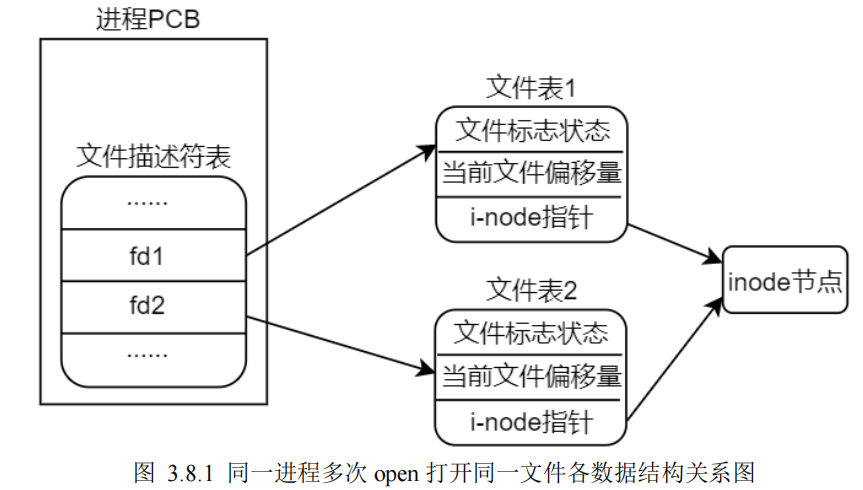 进程PCB
文件描述符表
······
fd1
fd2
······
文件表1
文件标志状态
当前文件偏移量
i-node指针
文件表2
文件标志状态
当前文件偏移量
i-node指针
inode节点
图 3.8.1 同一进程多次 open 打开同一文件各数据结构关系图